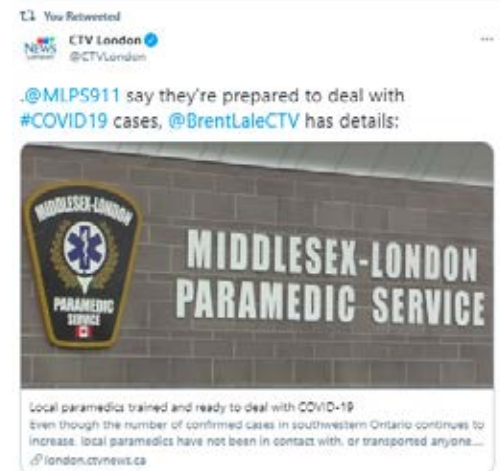 You Retweeted
NEWS
CTV London
@CTVLondon
.@MLPS911 say they're prepared to deal with
#COVID19 cases, @BrentLaleCTV has details:
MIDDLESEX-LONDON
PARAMEDIC
SERVICE
MIDDLESEX-LONDON
PARAMEDIC SERVICE
Local paramedics trained and ready to deal with COVID-19
Even though the number of confirmed cases in southwestern Ontario continues to
increase, local paramedics have not been in contact with, or transported anyone...
london.ctvnews.ca